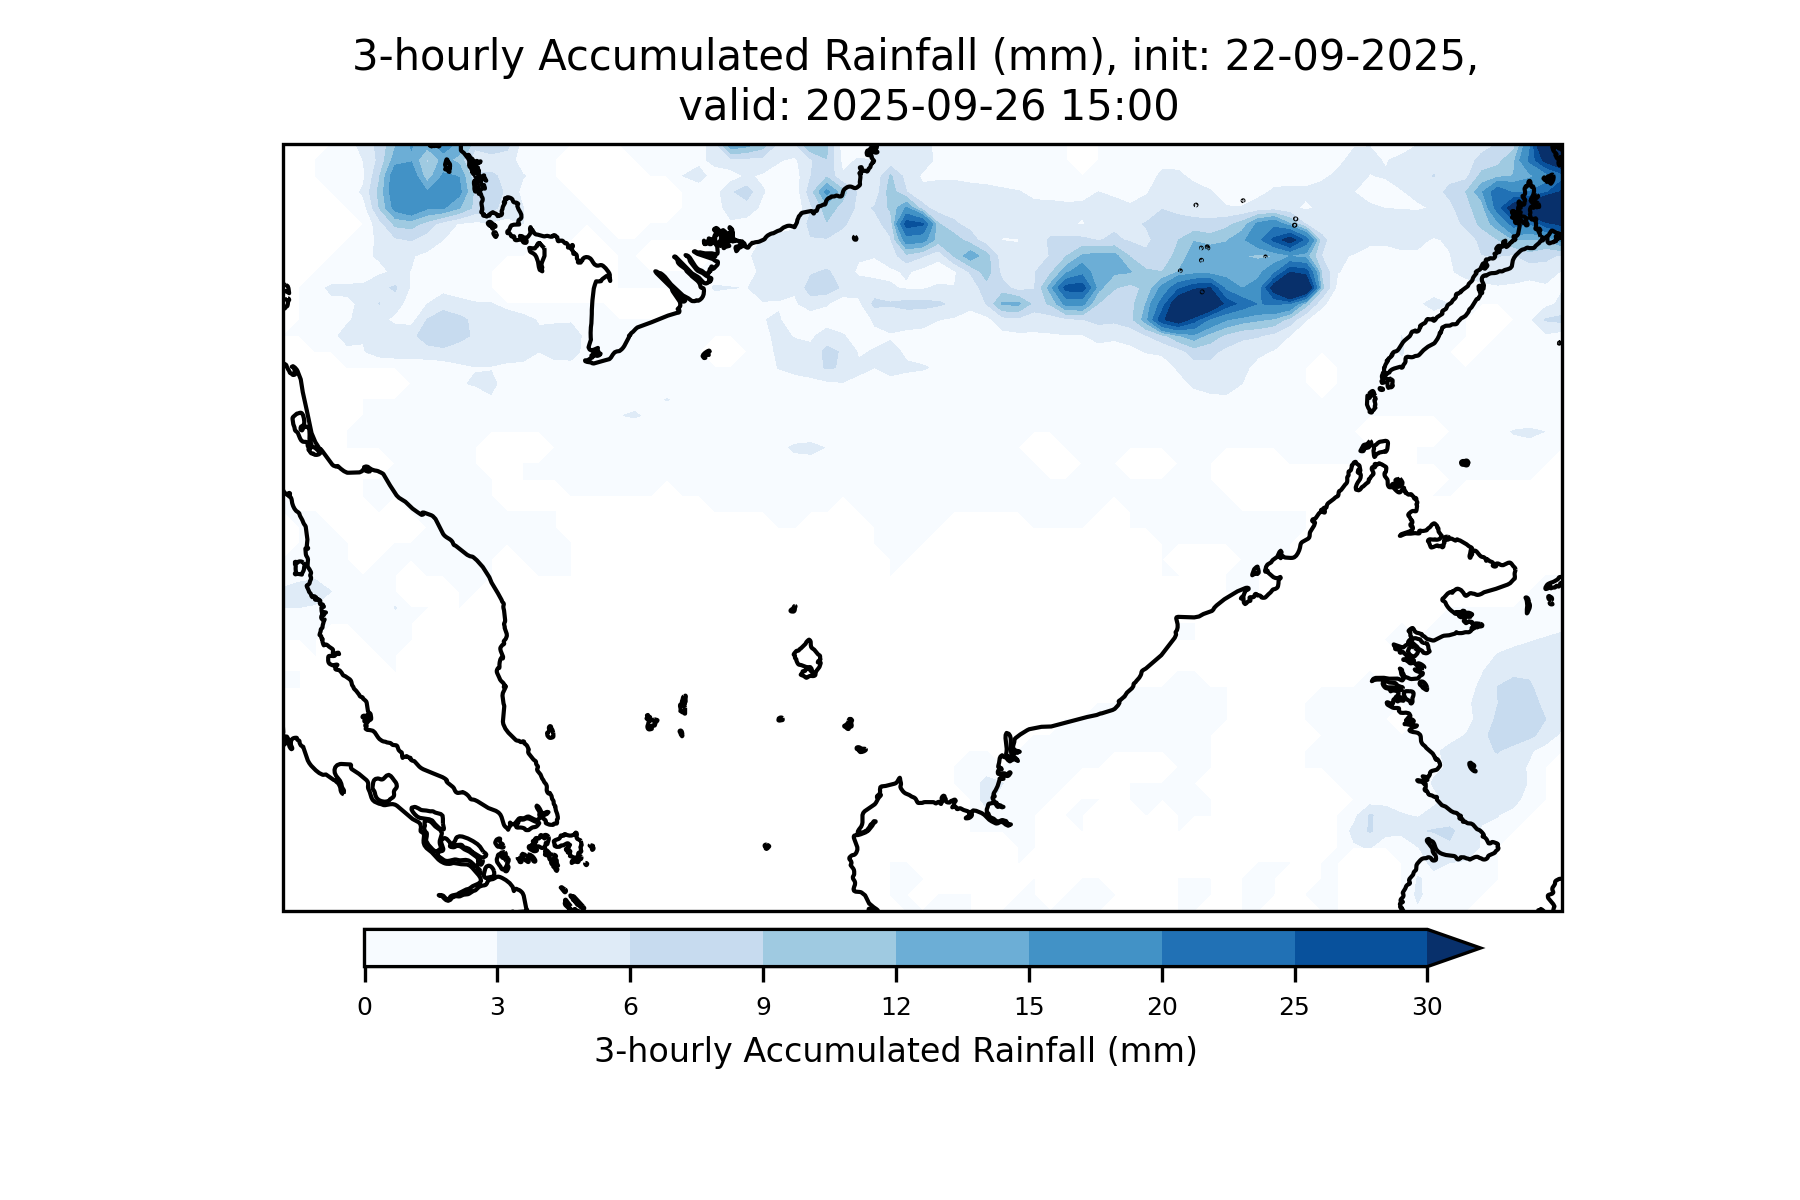 3-hourly Accumulated Rainfall (mm), init: 22-09-2025,
valid: 2025-09-26 15:00
0 3 6 9 12 15 20 25 30
3-hourly Accumulated Rainfall (mm)